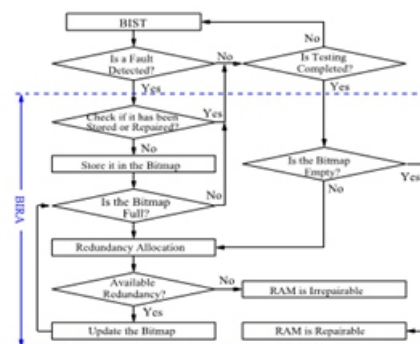 BIST
No
Is a Fault
Detected?
No
Is Testing
Completed?
Yes
Yes
Check if it has been
Stored or Repaired?
Yes
No
Store it in the Bitmap
Is the Bitmap
Empty?
Yes
No
Is the Bitmap
Full?
No
BIRA
Redundancy Allocation
Available
Redundancy?
No
RAM is Irrepairable
Yes
Update the Bitmap
RAM is Repairable